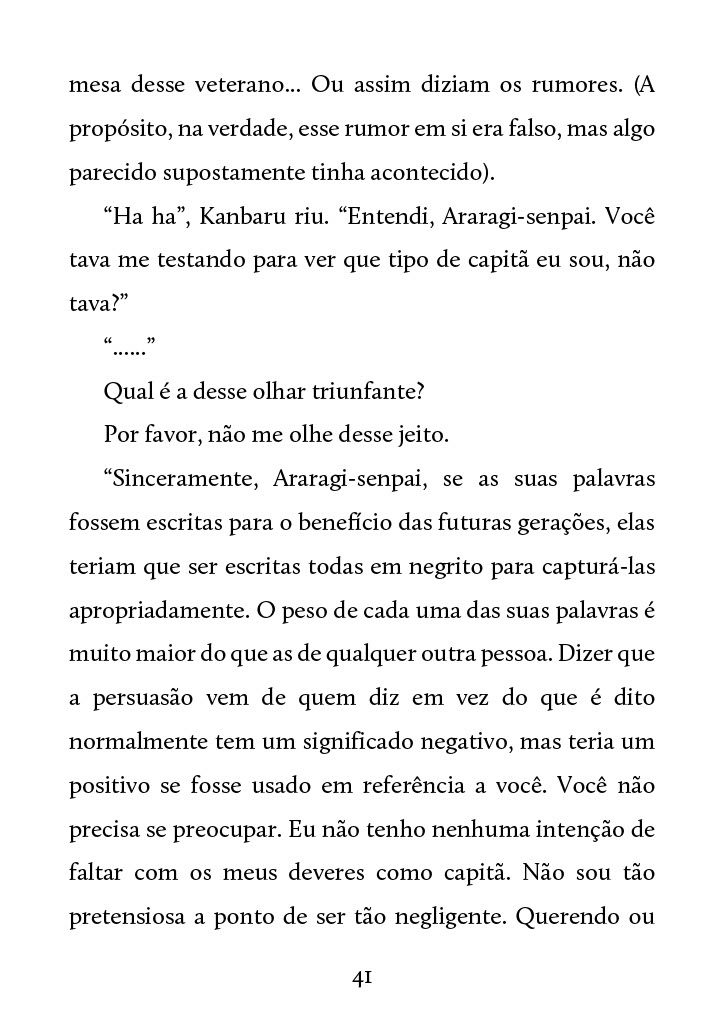 mesa desse veterano... Ou assim diziam os rumores. (A
propósito, na verdade, esse rumor em si era falso, mas algo
parecido supostamente tinha acontecido).
“Ha ha”, Kanbaru riu. “Entendi, Araragi-senpai. Você
tava me testando para ver que tipo de capitã eu sou, não
tava?”
“......”
Qual é a desse olhar triunfante?
Por favor, não me olhe desse jeito.
“Sinceramente, Araragi-senpai, se as suas palavras
fossem escritas para o benefício das futuras gerações, elas
teriam que ser escritas todas em negrito para capturá-las
apropriadamente. O peso de cada uma das suas palavras é
muito maior do que as de qualquer outra pessoa. Dizer que
a persuasão vem de quem diz em vez do que é dito
normalmente tem um significado negativo, mas teria um
positivo se fosse usado em referência a você. Você não
precisa se preocupar. Eu não tenho nenhuma intenção de
faltar com os meus deveres como capitã. Não sou tão
pretensiosa a ponto de ser tão negligente. Querendo ou
41